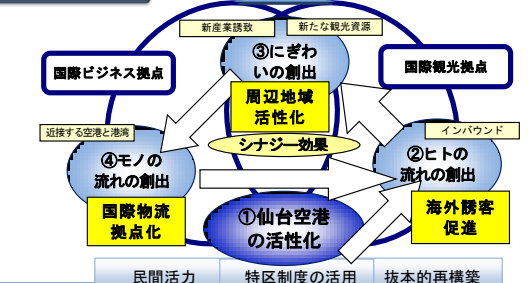 新産業誘致
新たな観光資源
③にぎわ
いの創出
国際ビジネス拠点
国際観光拠点
周辺地域
活性化
近接する空港と港湾
インバウンド
シナジー効果
④モノの
流れの創出
②ヒトの
流れの創出
国際物流
拠点化
①仙台空港
の活性化
海外誘客
促進
民間活力
特区制度の活用
抜本的再構築